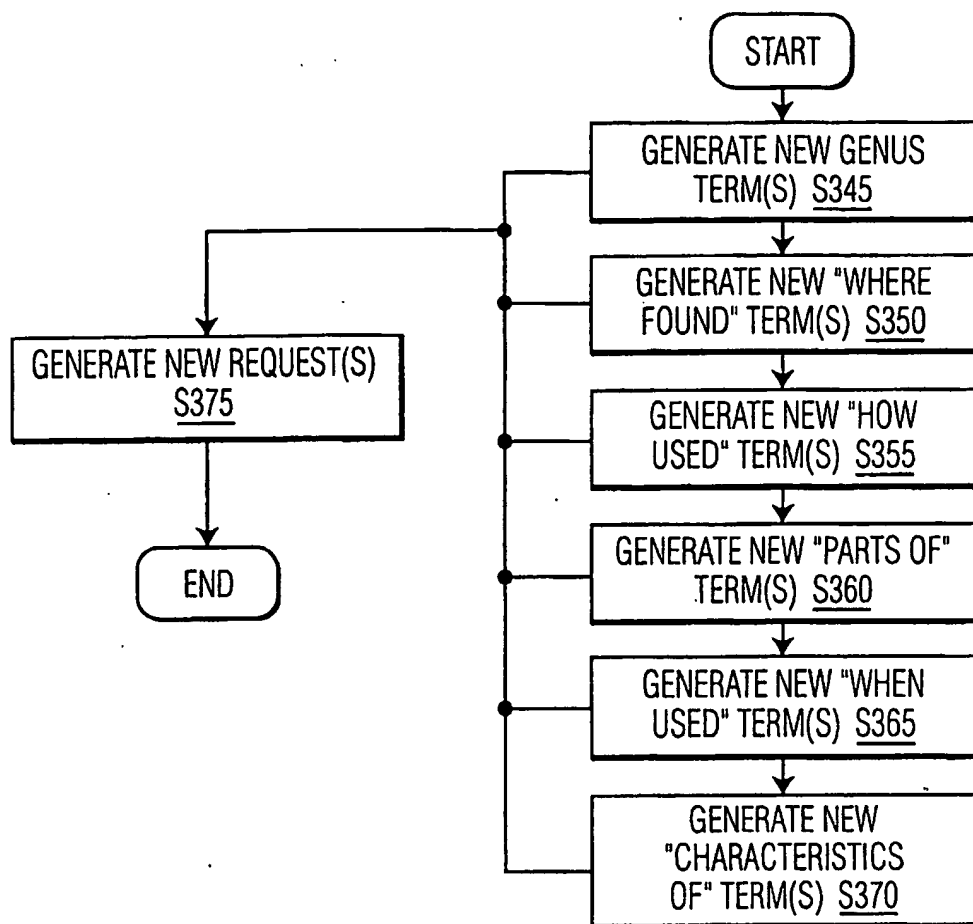 START
GENERATE NEW GENUS
TERM(S) S345
GENERATE NEW "WHERE
FOUND" TERM(S) S350
GENERATE NEW "HOW
USED" TERM(S) S355
GENERATE NEW "PARTS OF"
TERM(S) S360
GENERATE NEW "WHEN
USED" TERM(S) S365
GENERATE NEW
"CHARACTERISTICS
OF" TERM(S) S370
GENERATE NEW REQUEST(S)
S375
END